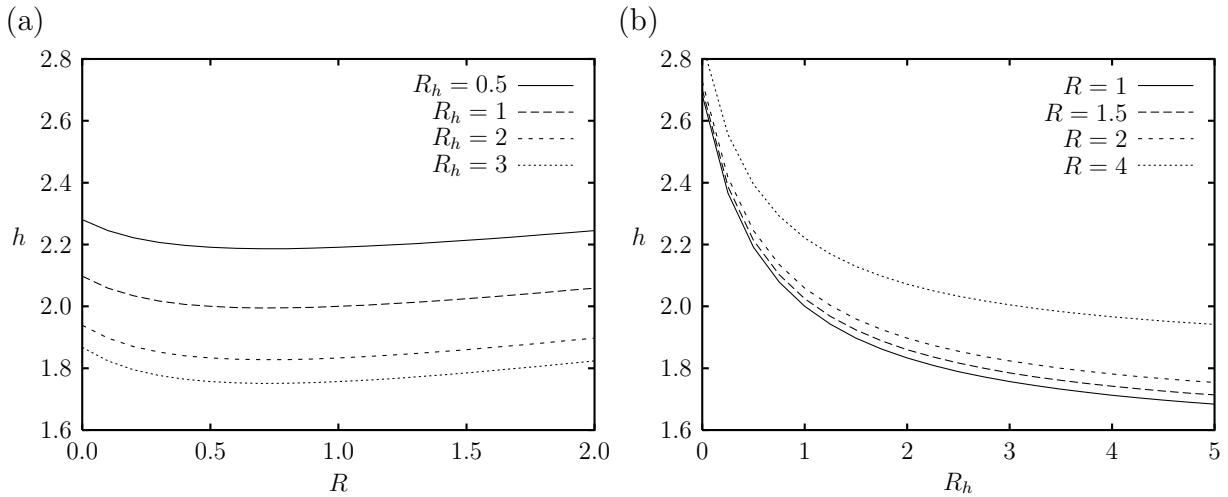 (a)
2.8
2.6
2.4
2.2
2.0
1.8
1.6
h
0.0
0.5
1.0
1.5
2.0
R
R_h = 0.5
R_h = 1
R_h = 2
R_h = 3
(b)
2.8
2.6
2.4
2.2
2.0
1.8
1.6
h
0
1
2
3
4
5
R_h
R = 1
R = 1.5
R = 2
R = 4